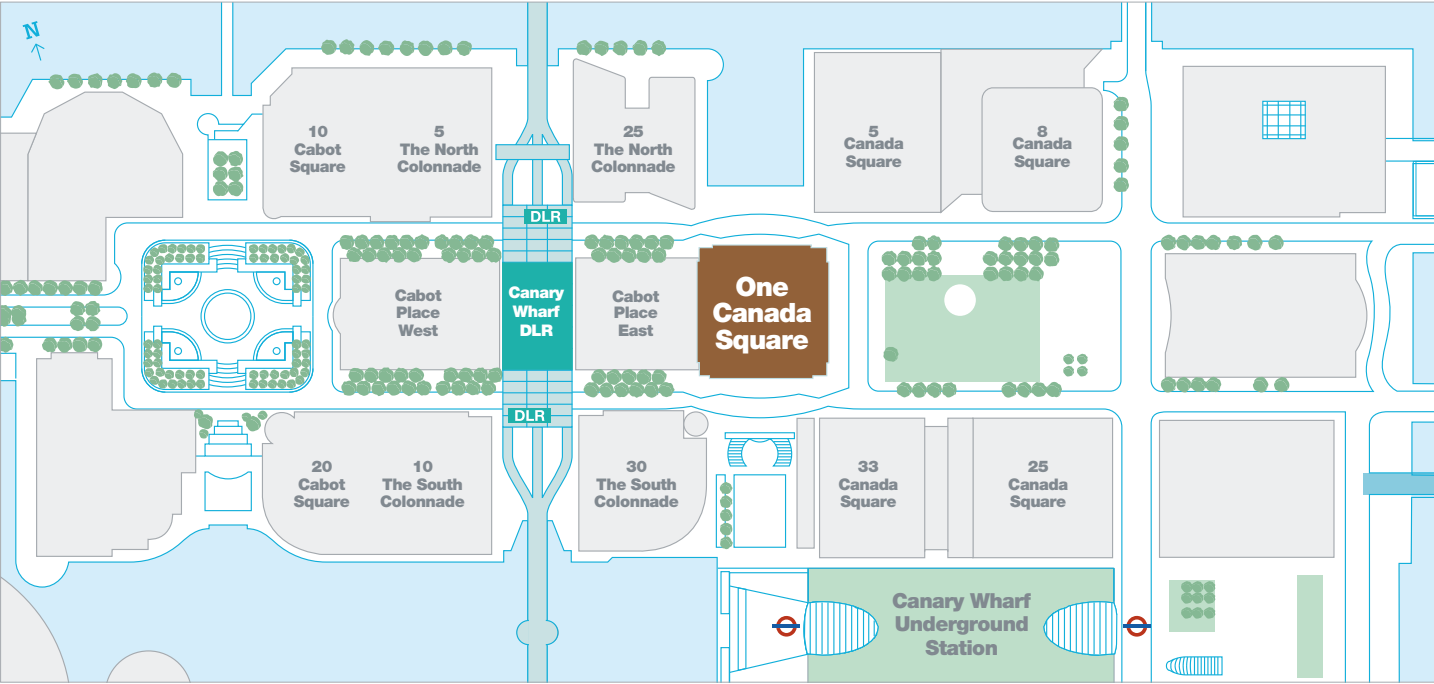 N
10
Cabot
Square
5
The North
Colonnade
25
The North
Colonnade
5
Canada
Square
8
Canada
Square
DLR
Cabot
Place
West
Canary
Wharf
DLR
Cabot
Place
East
One
Canada
Square
DLR
20
Cabot
Square
10
The South
Colonnade
30
The South
Colonnade
33
Canada
Square
25
Canada
Square
Canary Wharf
Underground
Station